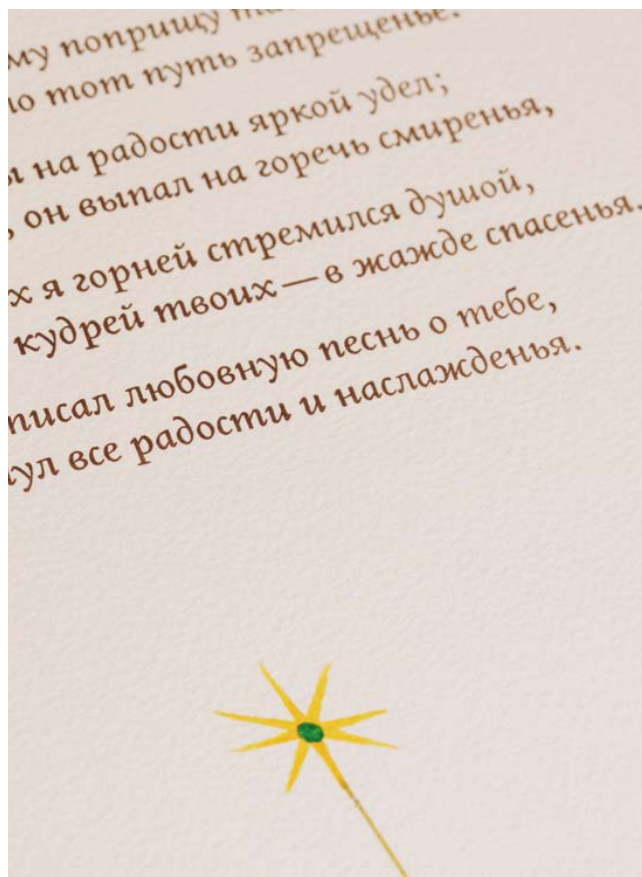 му поприщу
тот путь запрещенье.
на радости яркой удел;
, он выпал на горечь смиренья,
х я горней стремился душой,
кудрей твоих — в жажде спасенья.
писал любовную песнь о тебе,
ул все радости и наслажденья.